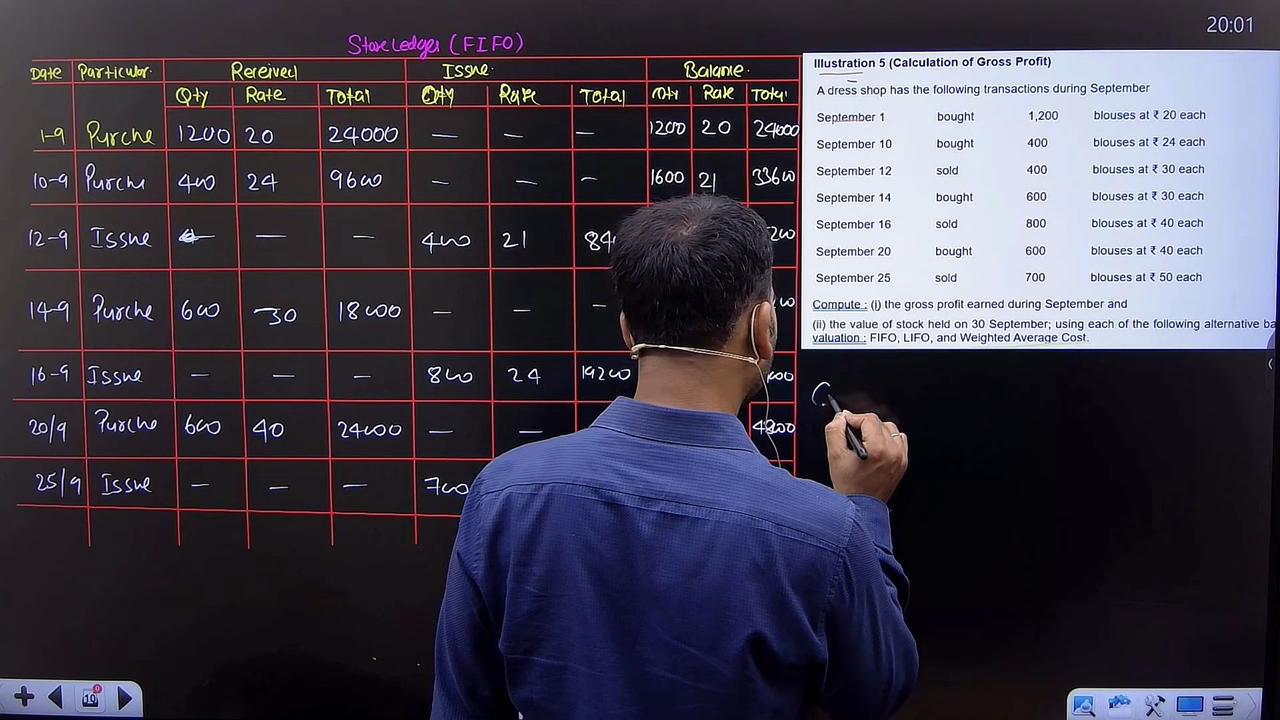 20:01
Store Ledger (FIFO)
Date Particular. Received Issue. Balance.
Qty Rate Total Qty Rate Total Qty Rate Total
1-9 Purche 1200 20 24000 — — — 1200 20 24000
10-9 Purche 400 24 9600 — — — 1600 21 33600
12-9 Issue — — 400 21
14-9 Purche 600 30 18000 — — —
16-9 Issue — — — 800 24 19200
20/9 Purche 600 40 24000 — —
25/9 Issue — — — 700
Illustration 5 (Calculation of Gross Profit)
A dress shop has the following transactions during September
September 1 bought 1,200 blouses at ₹ 20 each
September 10 bought 400 blouses at ₹ 24 each
September 12 sold 400 blouses at ₹ 30 each
September 14 bought 600 blouses at ₹ 30 each
September 16 sold 800 blouses at ₹ 40 each
September 20 bought 600 blouses at ₹ 40 each
September 25 sold 700 blouses at ₹ 50 each
Compute : (i) the gross profit earned during September and
(ii) the value of stock held on 30 September; using each of the following alternative
valuation : FIFO, LIFO, and Weighted Average Cost.
10